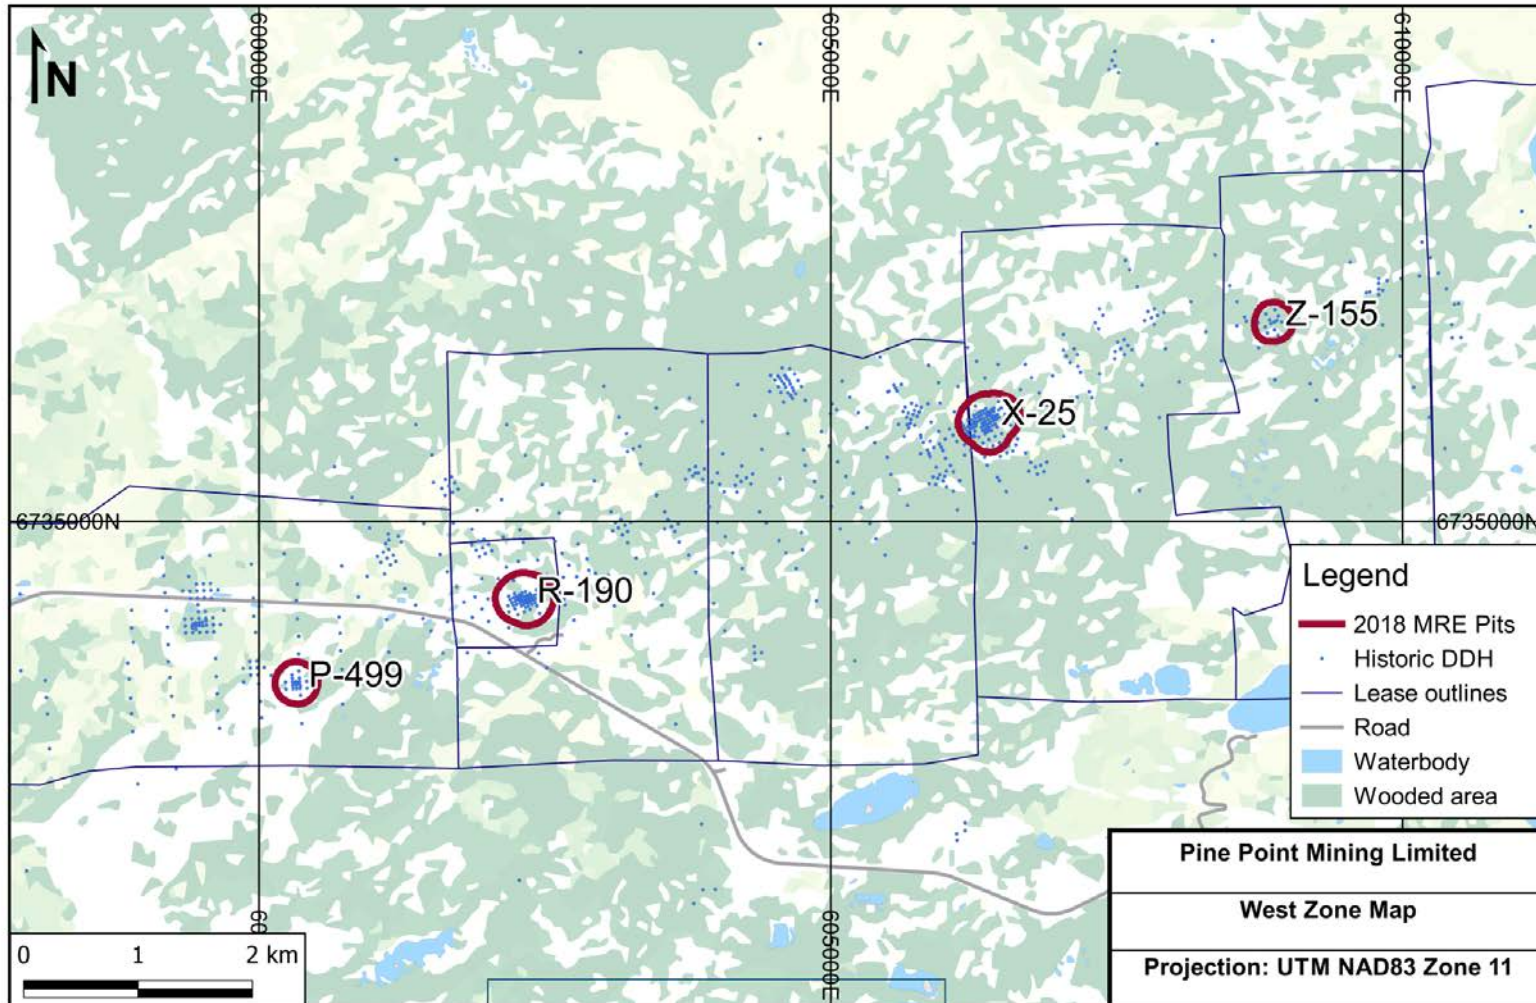 N
600000E
605000E
610000E
Z-155
X-25
6735000N
6735000N
R-190
P-499
Legend
2018 MRE Pits
Historic DDH
Lease outlines
Road
Waterbody
Wooded area
Pine Point Mining Limited
West Zone Map
Projection: UTM NAD83 Zone 11
60
605000E
0 1 2 km